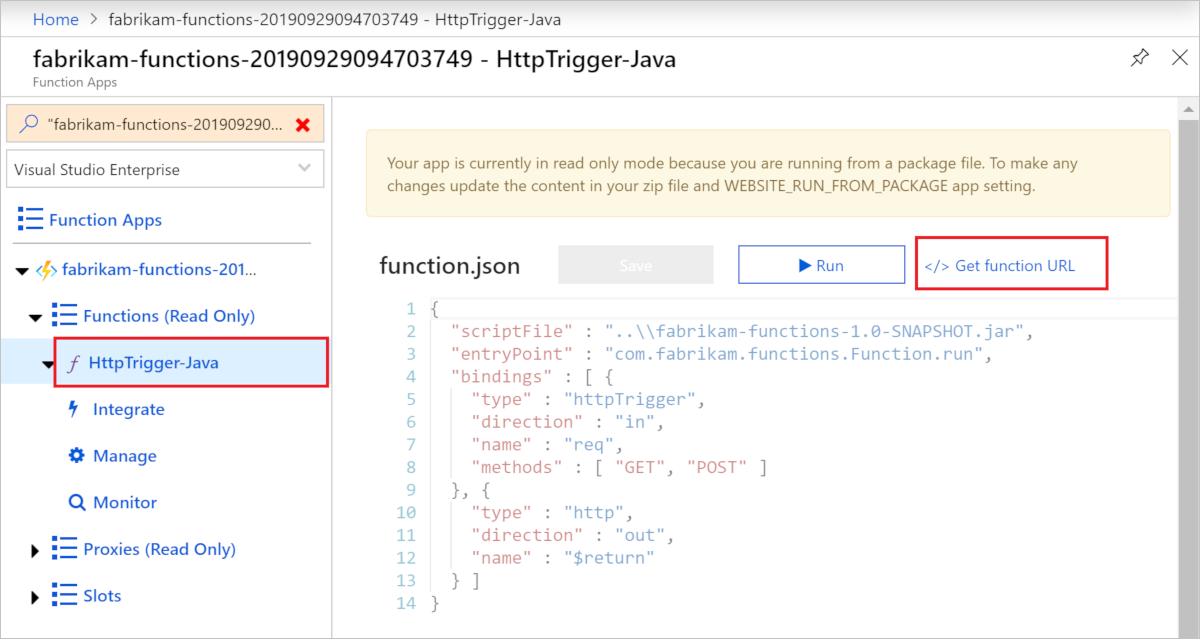 Home > fabrikam-functions-20190929094703749 - HttpTrigger-Java
fabrikam-functions-20190929094703749 - HttpTrigger-Java
Function Apps
"fabrikam-functions-201909290...
Visual Studio Enterprise
Function Apps
fabrikam-functions-201...
Functions (Read Only)
HttpTrigger-Java
Integrate
Manage
Monitor
Proxies (Read Only)
Slots
Your app is currently in read only mode because you are running from a package file. To make any
changes update the content in your zip file and WEBSITE_RUN_FROM_PACKAGE app setting.
function.json
Save
Run
</> Get function URL
1 {
2 "scriptFile" : "..\\fabrikam-functions-1.0-SNAPSHOT.jar",
3 "entryPoint" : "com.fabrikam.functions.Function.run",
4 "bindings" : [ {
5 "type" : "httpTrigger",
6 "direction" : "in",
7 "name" : "req",
8 "methods" : [ "GET", "POST" ]
9 }, {
10 "type" : "http",
11 "direction" : "out",
12 "name" : "$return"
13 } ]
14 }